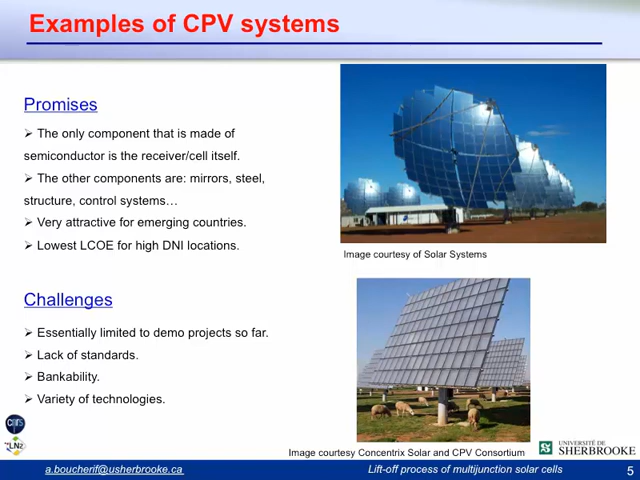 Examples of CPV systems
Promises
➢ The only component that is made of
semiconductor is the receiver/cell itself.
➢ The other components are: mirrors, steel,
structure, control systems…
➢ Very attractive for emerging countries.
➢ Lowest LCOE for high DNI locations.
Image courtesy of Solar Systems
Challenges
➢ Essentially limited to demo projects so far.
➢ Lack of standards.
➢ Bankability.
➢ Variety of technologies.
Image courtesy Concentrix Solar and CPV Consortium
cnrs
LN2
UNIVERSITÉ DE
SHERBROOKE
a.boucherif@usherbrooke.ca
Lift-off process of multijunction solar cells
5